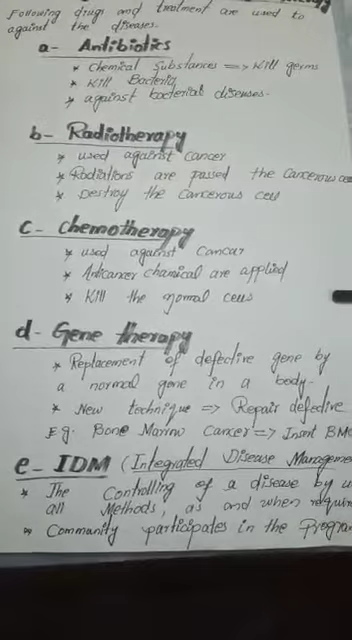 Following drugs and treatment are used to
against the diseases.
a- Antibiotics
* Chemical Substances => Kill germs
* Kill Bacteria
* against bacterial diseases.
b- Radiotherapy
* used against cancer
* Radiations are passed the Cancerous
* Destroy the Cancerous cell
c- Chemotherapy
* used against Cancar
* Anticancer chamical are applied
* Kill the normal cells
d- Gene therapy
* Replacement of defective gene by
a normal gene in a body-
* New technique => Repair defective
Eg. Bone Marrow Cancer => Insert BM
e- IDM (Integrated Disease Manageme
* The Controlling of a disease by u
all Methods, as and when requir
* Community participates in the Progra